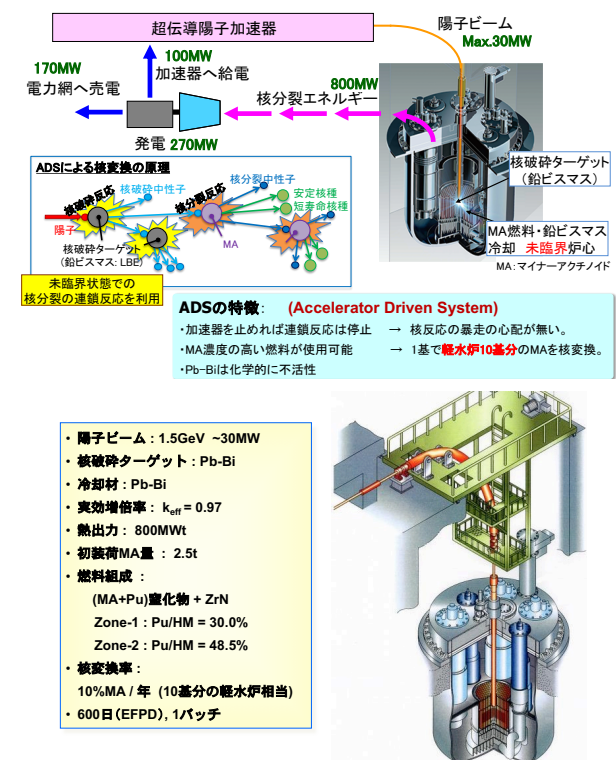 超伝導陽子加速器
陽子ビーム
Max.30MW
170MW
電力網へ売電
100MW
加速器へ給電
800MW
核分裂エネルギー
発電 270MW
ADSによる核変換の原理
核破砕反応
核破砕中性子
核分裂反応
核分裂中性子
安定核種
短寿命核種
陽子
核破砕ターゲット
(鉛ビスマス: LBE)
MA
核破砕ターゲット
(鉛ビスマス)
MA燃料・鉛ビスマス
冷却 未臨界炉心
MA:マイナーアクチノイド
未臨界状態での
核分裂の連鎖反応を利用
ADSの特徴: (Accelerator Driven System)
・加速器を止めれば連鎖反応は停止 → 核反応の暴走の心配が無い。
・MA濃度の高い燃料が使用可能 → 1基で軽水炉10基分のMAを核変換。
・Pb-Biは化学的に不活性
・陽子ビーム : 1.5GeV ~30MW
・核破砕ターゲット : Pb-Bi
・冷却材 : Pb-Bi
・実効増倍率 : keff = 0.97
・熱出力 : 800MWt
・初装荷MA量 : 2.5t
・燃料組成 :
(MA+Pu)窒化物 + ZrN
Zone-1 : Pu/HM = 30.0%
Zone-2 : Pu/HM = 48.5%
・核変換率 :
10%MA / 年 (10基分の軽水炉相当)
・600日(EFPD), 1バッチ